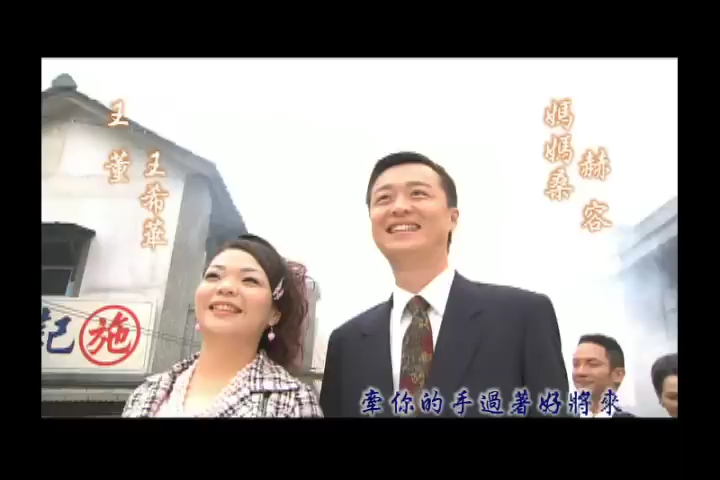 王董
王希華
媽媽桑
赫容
記施
牽你的手過著好將來